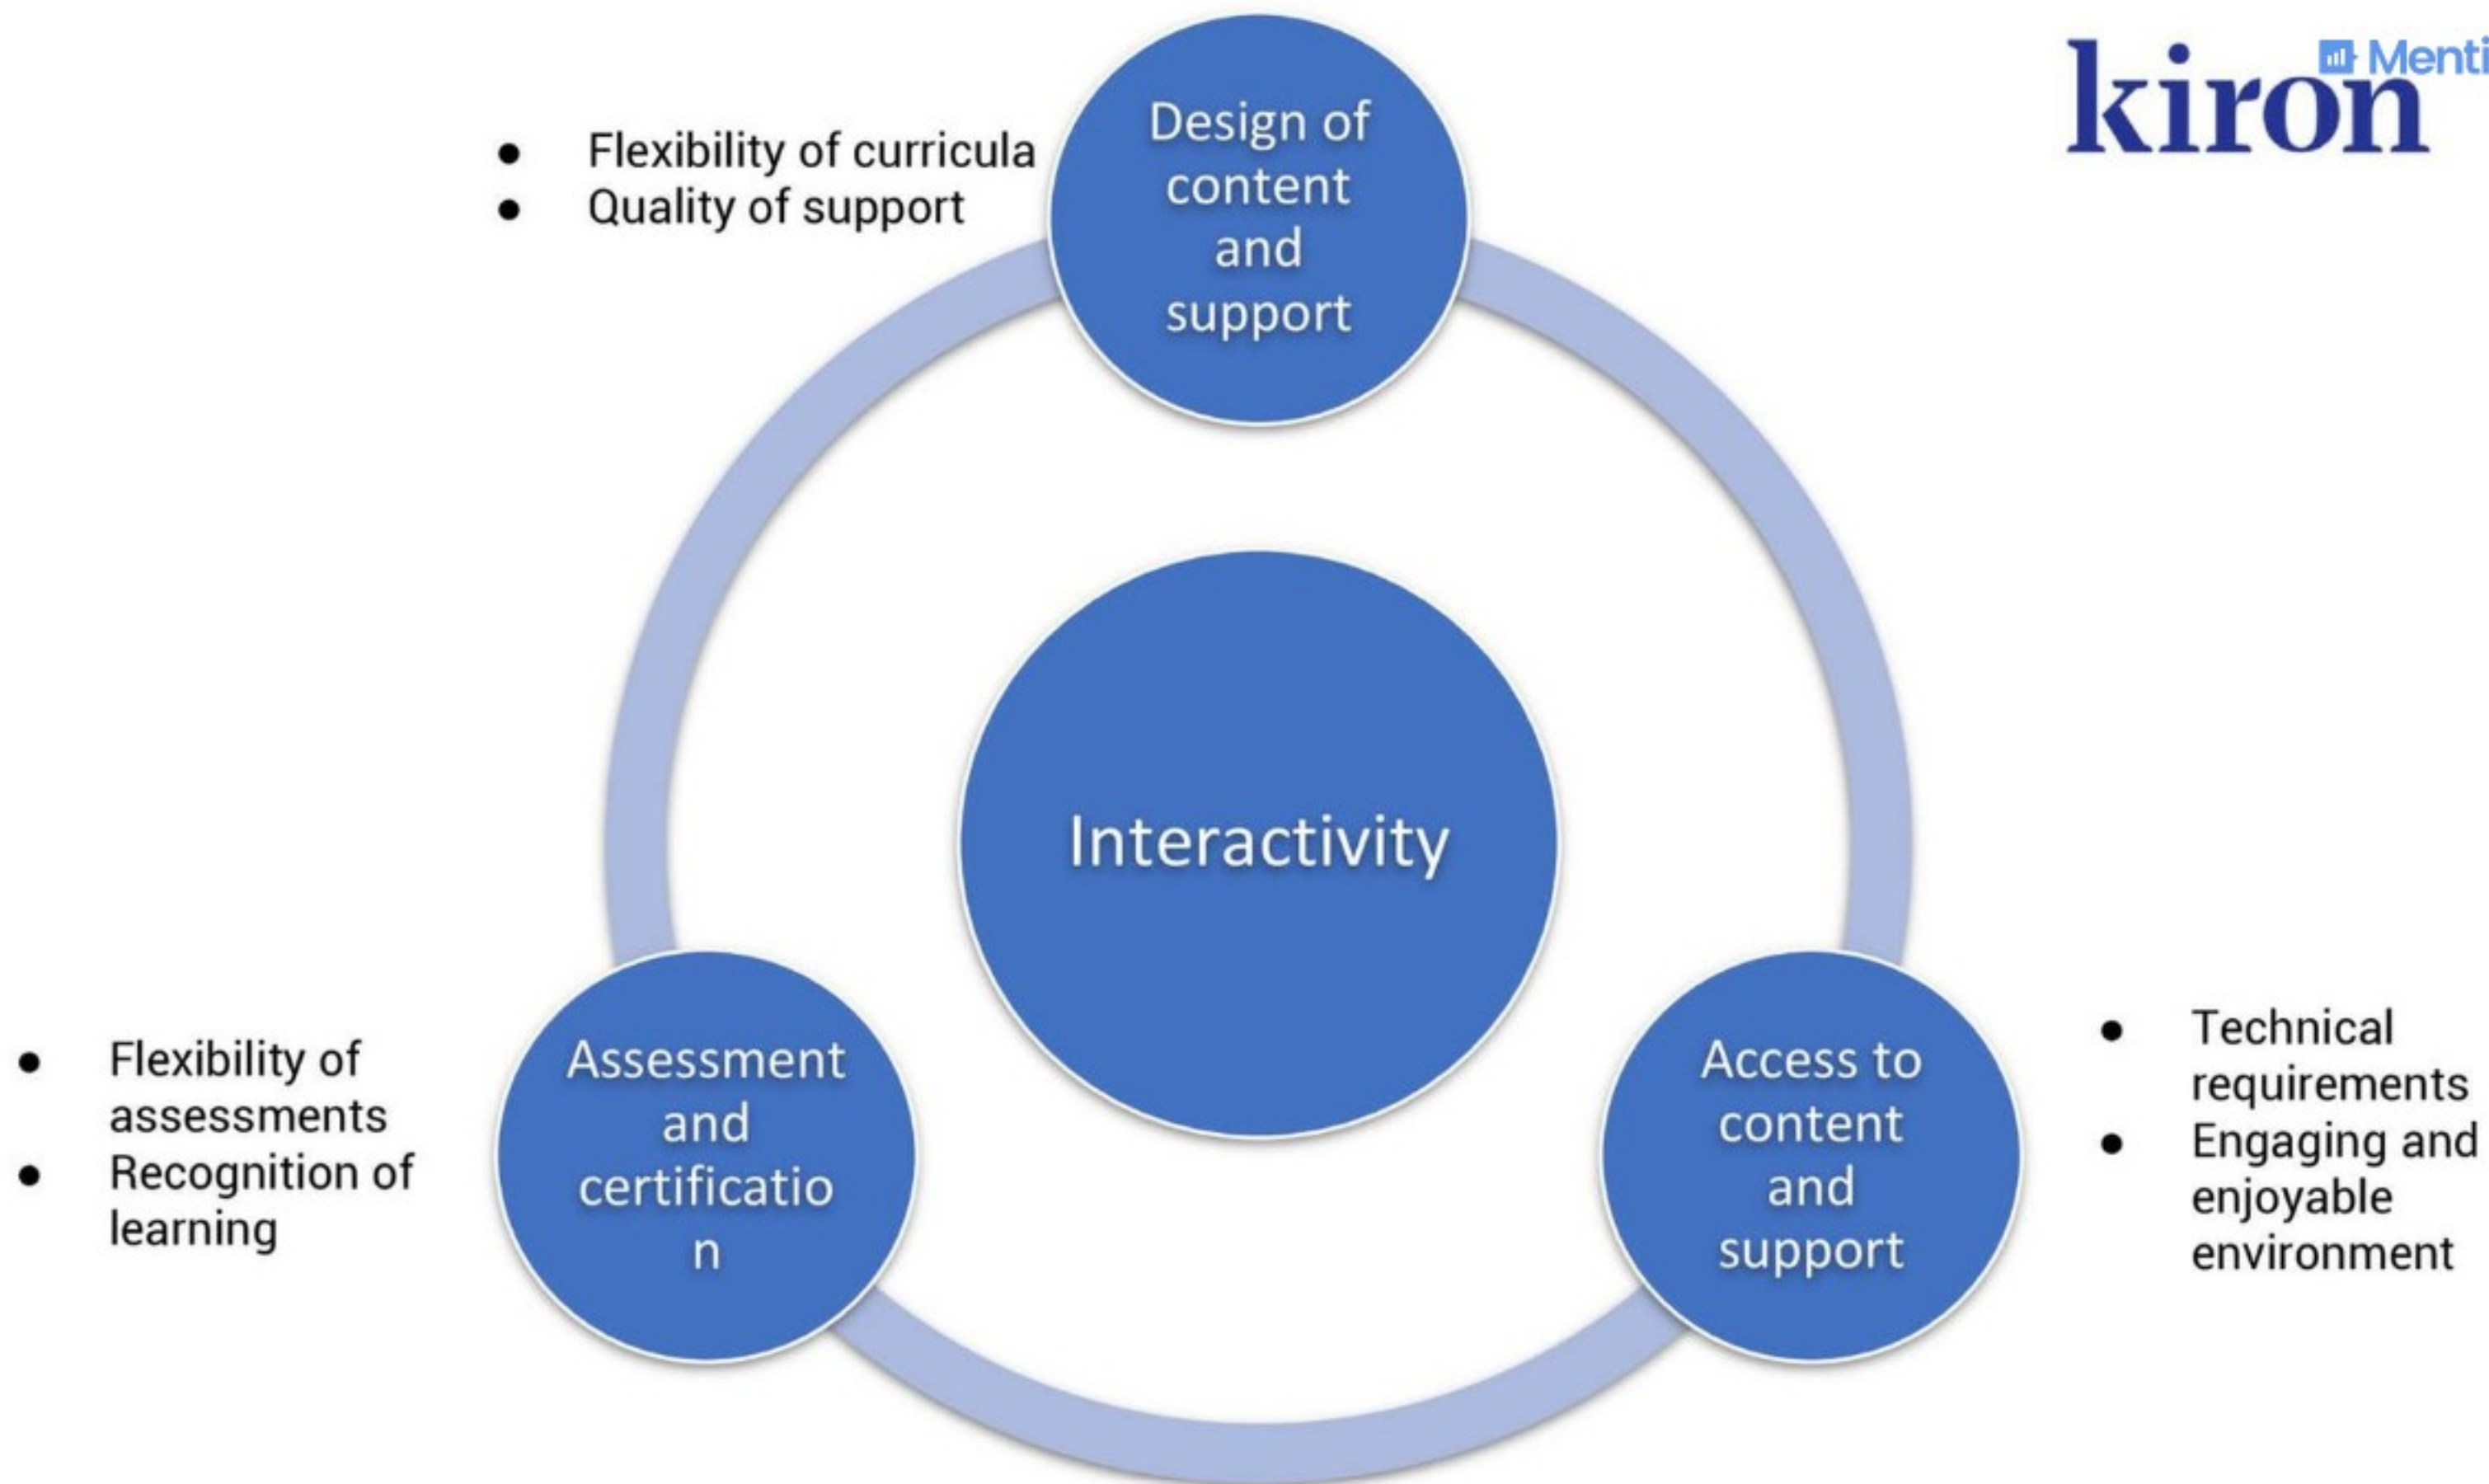 kiron
Menti
Flexibility of curricula
Quality of support
Design of
content
and
support
Interactivity
Flexibility of
assessments
Recognition of
learning
Assessment
and
certificatio
n
Access to
content
and
support
Technical
requirements
Engaging and
enjoyable
environment